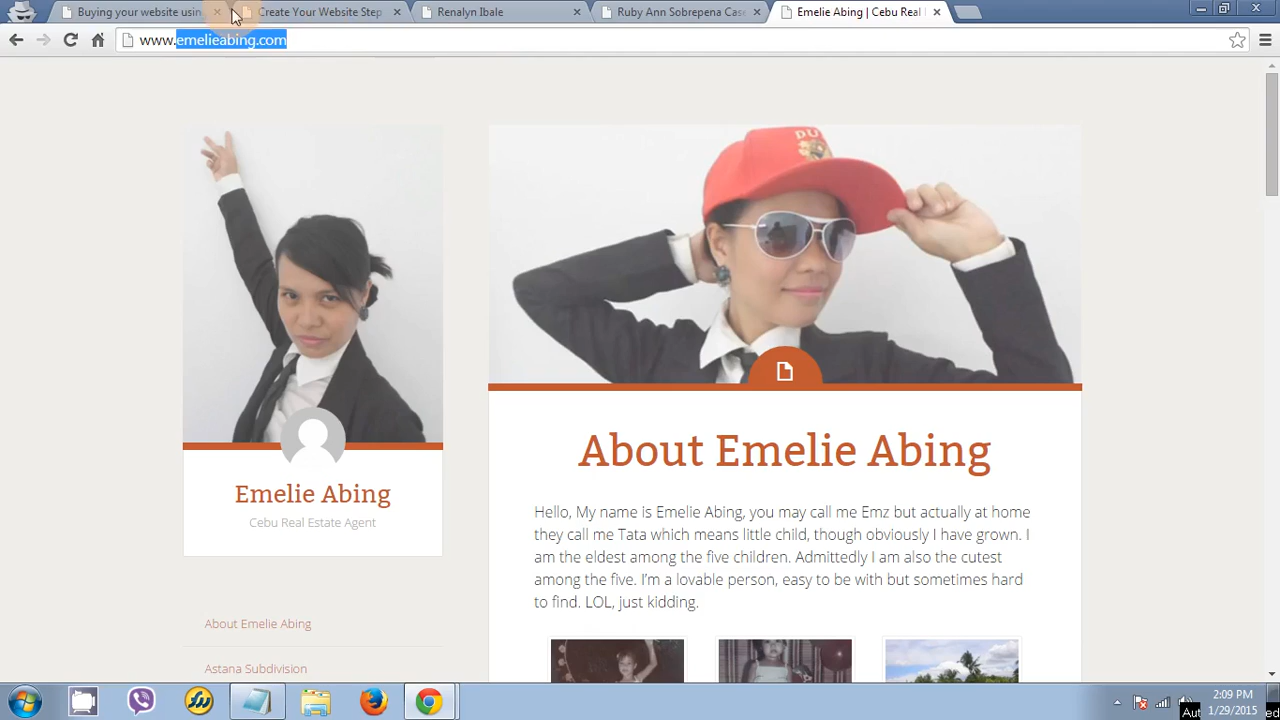 Buying your website using
Create Your Website Step
Renalyn Ibale
Ruby Ann Sobrepena Cas
Emelie Abing | Cebu Real
www.emelieabing.com
DU
About Emelie Abing
Emelie Abing
Cebu Real Estate Agent
Hello, My name is Emelie Abing, you may call me Emz but actually at home
they call me Tata which means little child, though obviously I have grown. I
am the eldest among the five children. Admittedly I am also the cutest
among the five. I'm a lovable person, easy to be with but sometimes hard
to find. LOL, just kidding.
About Emelie Abing
Astana Subdivision
2:09 PM
1/29/2015